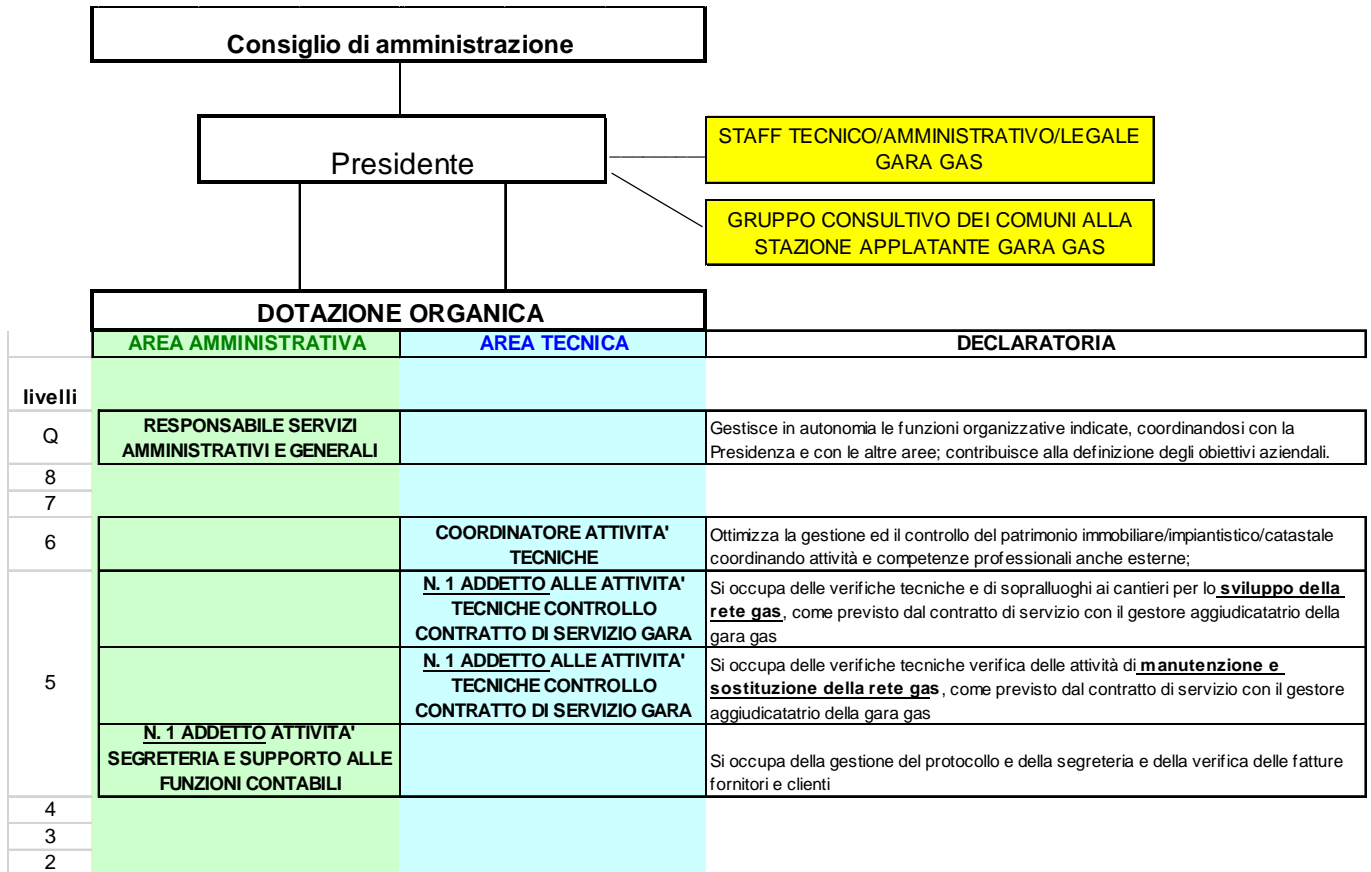 Consiglio di amministrazione
Presidente
STAFF TECNICO/AMMINISTRATIVO/LEGALE
GARA GAS
GRUPPO CONSULTIVO DEI COMUNI ALLA
STAZIONE APPLATANTE GARA GAS
DOTAZIONE ORGANICA
AREA AMMINISTRATIVA
AREA TECNICA
DECLARATORIA
livelli
Q
RESPONSABILE SERVIZI
AMMINISTRATIVI E GENERALI
Gestisce in autonomia le funzioni organizzative indicate, coordinandosi con la
Presidenza e con le altre aree; contribuisce alla definizione degli obiettivi aziendali.
8
7
6
COORDINATORE ATTIVITA'
TECNICHE
Ottimizza la gestione ed il controllo del patrimonio immobiliare/impiantistico/catastale
coordinando attività e competenze professionali anche esterne;
5
N. 1 ADDETTO ALLE ATTIVITA'
TECNICHE CONTROLLO
CONTRATTO DI SERVIZIO GARA
Si occupa delle verifiche tecniche e di sopralluoghi ai cantieri per lo sviluppo della
rete gas, come previsto dal contratto di servizio con il gestore aggiudicatatrio della
gara gas
N. 1 ADDETTO ALLE ATTIVITA'
TECNICHE CONTROLLO
CONTRATTO DI SERVIZIO GARA
Si occupa delle verifiche tecniche verifica delle attività di manutenzione e
sostituzione della rete gas, come previsto dal contratto di servizio con il gestore
aggiudicatatrio della gara gas
N. 1 ADDETTO ATTIVITA'
SEGRETERIA E SUPPORTO ALLE
FUNZIONI CONTABILI
Si occupa della gestione del protocollo e della segreteria e della verifica delle fatture
fornitori e clienti
4
3
2